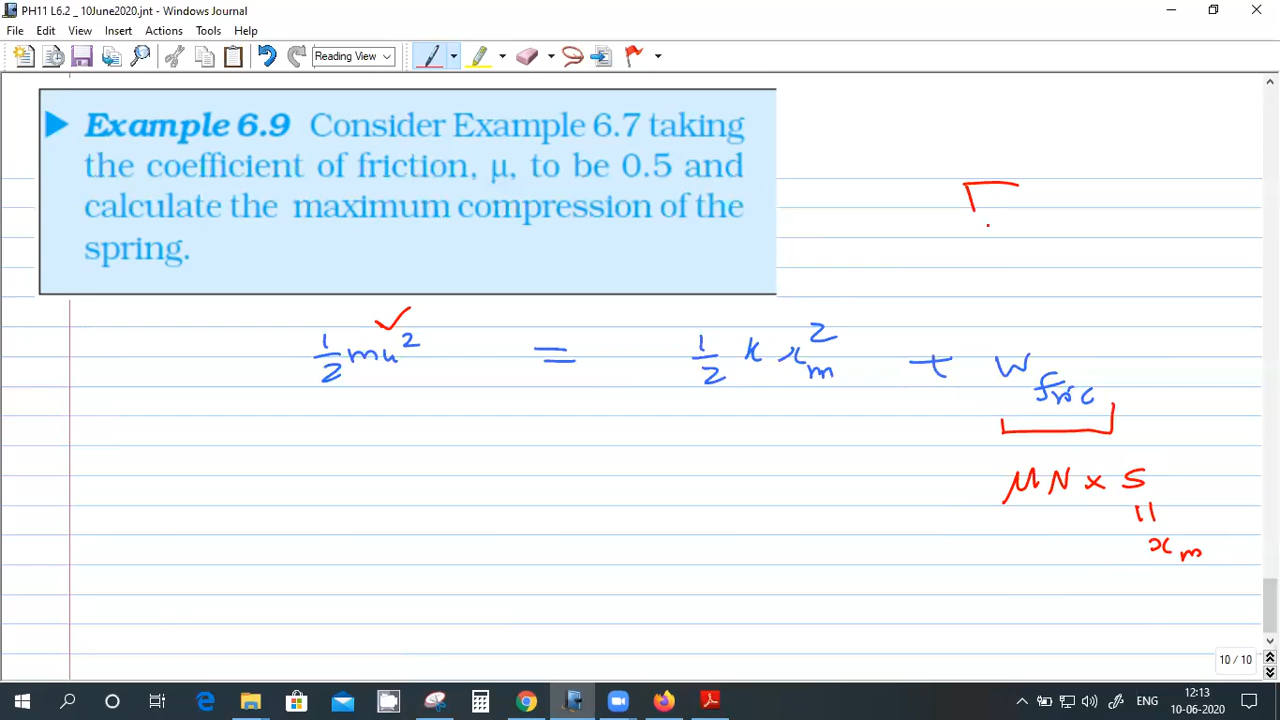 PH11 L6.2 _ 10June2020.jnt - Windows Journal
File Edit View Insert Actions Tools Help
Reading View
Example 6.9 Consider Example 6.7 taking
the coefficient of friction, μ, to be 0.5 and
calculate the maximum compression of the
spring.
1/2 mu² = 1/2 k x_m² + W_fric
μN × S
||
x_m
10 / 10
ENG
12:13
10-06-2020